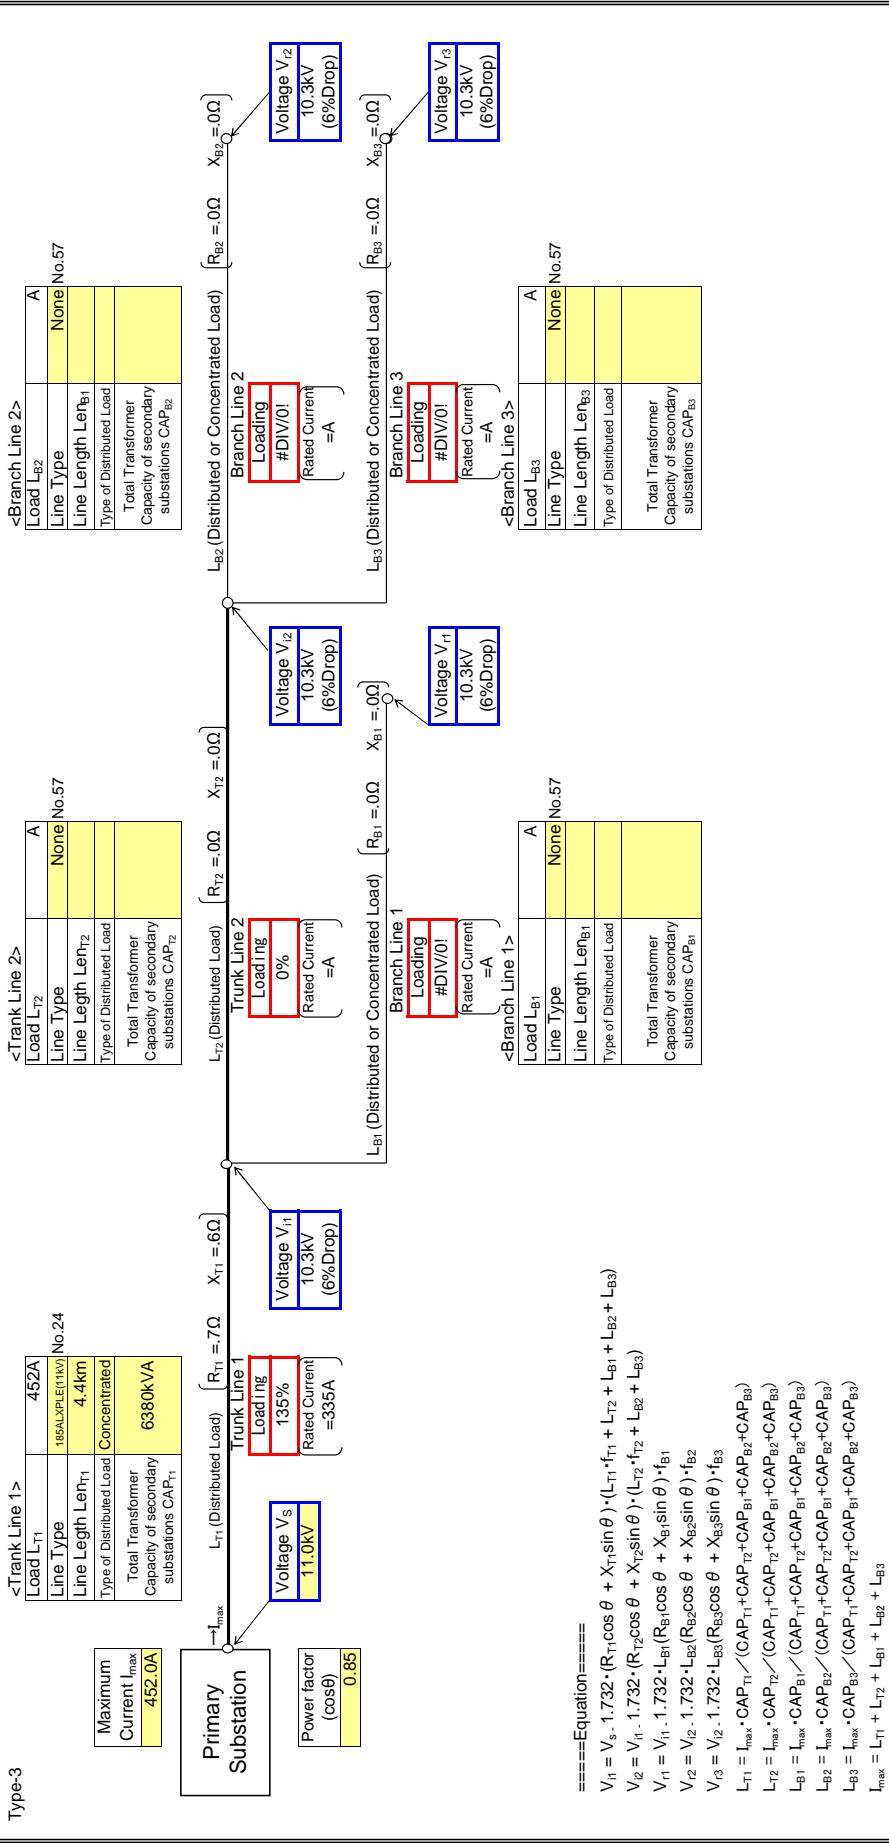 Type-3
<Trank Line 1>
Load L_T1 452A
Line Type 185ALXPLE(11kV) No.24
Line Legth Len_T1 4.4km
Type of Distributed Load Concentrated
Total Transformer
Capacity of secondary
substations CAP_T1
6380kVA
<Trank Line 2>
Load L_T2 A
Line Type None No.57
Line Legth Len_T2
Type of Distributed Load
Total Transformer
Capacity of secondary
substations CAP_T2
<Branch Line 2>
Load L_B2 A
Line Type None No.57
Line Length Len_B1
Type of Distributed Load
Total Transformer
Capacity of secondary
substations CAP_B2
Maximum
Current I_max
452.0A
Primary
Substation
→I_max
Power factor
(cosθ)
0.85
Voltage V_S
11.0kV
L_T1 (Distributed Load)
R_T1 =.7Ω X_T1 =.6Ω
Trunk Line 1
Loading
135%
Rated Current
=335A
Voltage V_i1
10.3kV
(6%Drop)
L_T2 (Distributed Load)
R_T2 =.0Ω X_T2 =.0Ω
Trunk Line 2
Loading
0%
Rated Current
=A
Voltage V_i2
10.3kV
(6%Drop)
L_B2 (Distributed or Concentrated Load)
R_B2 =.0Ω X_B2 =.0Ω
Branch Line 2
Loading
#DIV/0!
Rated Current
=A
Voltage V_r2
10.3kV
(6%Drop)
L_B1 (Distributed or Concentrated Load)
R_B1 =.0Ω X_B1 =.0Ω
Branch Line 1
Loading
#DIV/0!
Rated Current
=A
Voltage V_r1
10.3kV
(6%Drop)
L_B3 (Distributed or Concentrated Load)
R_B3 =.0Ω X_B3 =.0Ω
Branch Line 3
Loading
#DIV/0!
Rated Current
=A
Voltage V_r3
10.3kV
(6%Drop)
<Branch Line 1>
Load L_B1 A
Line Type None No.57
Line Length Len_B1
Type of Distributed Load
Total Transformer
Capacity of secondary
substations CAP_B1
<Branch Line 3>
Load L_B3 A
Line Type None No.57
Line Length Len_B3
Type of Distributed Load
Total Transformer
Capacity of secondary
substations CAP_B3
=====Equation=====
V_i1 = V_s - 1.732・(R_T1cosθ + X_T1sinθ)・(L_T1・f_T1 + L_T2 + L_B1 + L_B2 + L_B3)
V_i2 = V_i1 - 1.732・(R_T2cosθ + X_T2sinθ)・(L_T2・f_T2 + L_B2 + L_B3)
V_r1 = V_i1 - 1.732・L_B1(R_B1cosθ + X_B1sinθ)・f_B1
V_r2 = V_i2 - 1.732・L_B2(R_B2cosθ + X_B2sinθ)・f_B2
V_r3 = V_i2 - 1.732・L_B3(R_B3cosθ + X_B3sinθ)・f_B3
L_T1 = I_max・CAP_T1／(CAP_T1+CAP_T2+CAP_B1+CAP_B2+CAP_B3)
L_T2 = I_max・CAP_T2／(CAP_T1+CAP_T2+CAP_B1+CAP_B2+CAP_B3)
L_B1 = I_max・CAP_B1／(CAP_T1+CAP_T2+CAP_B1+CAP_B2+CAP_B3)
L_B2 = I_max・CAP_B2／(CAP_T1+CAP_T2+CAP_B1+CAP_B2+CAP_B3)
L_B3 = I_max・CAP_B3／(CAP_T1+CAP_T2+CAP_B1+CAP_B2+CAP_B3)
I_max = L_T1 + L_T2 + L_B1 + L_B2 + L_B3